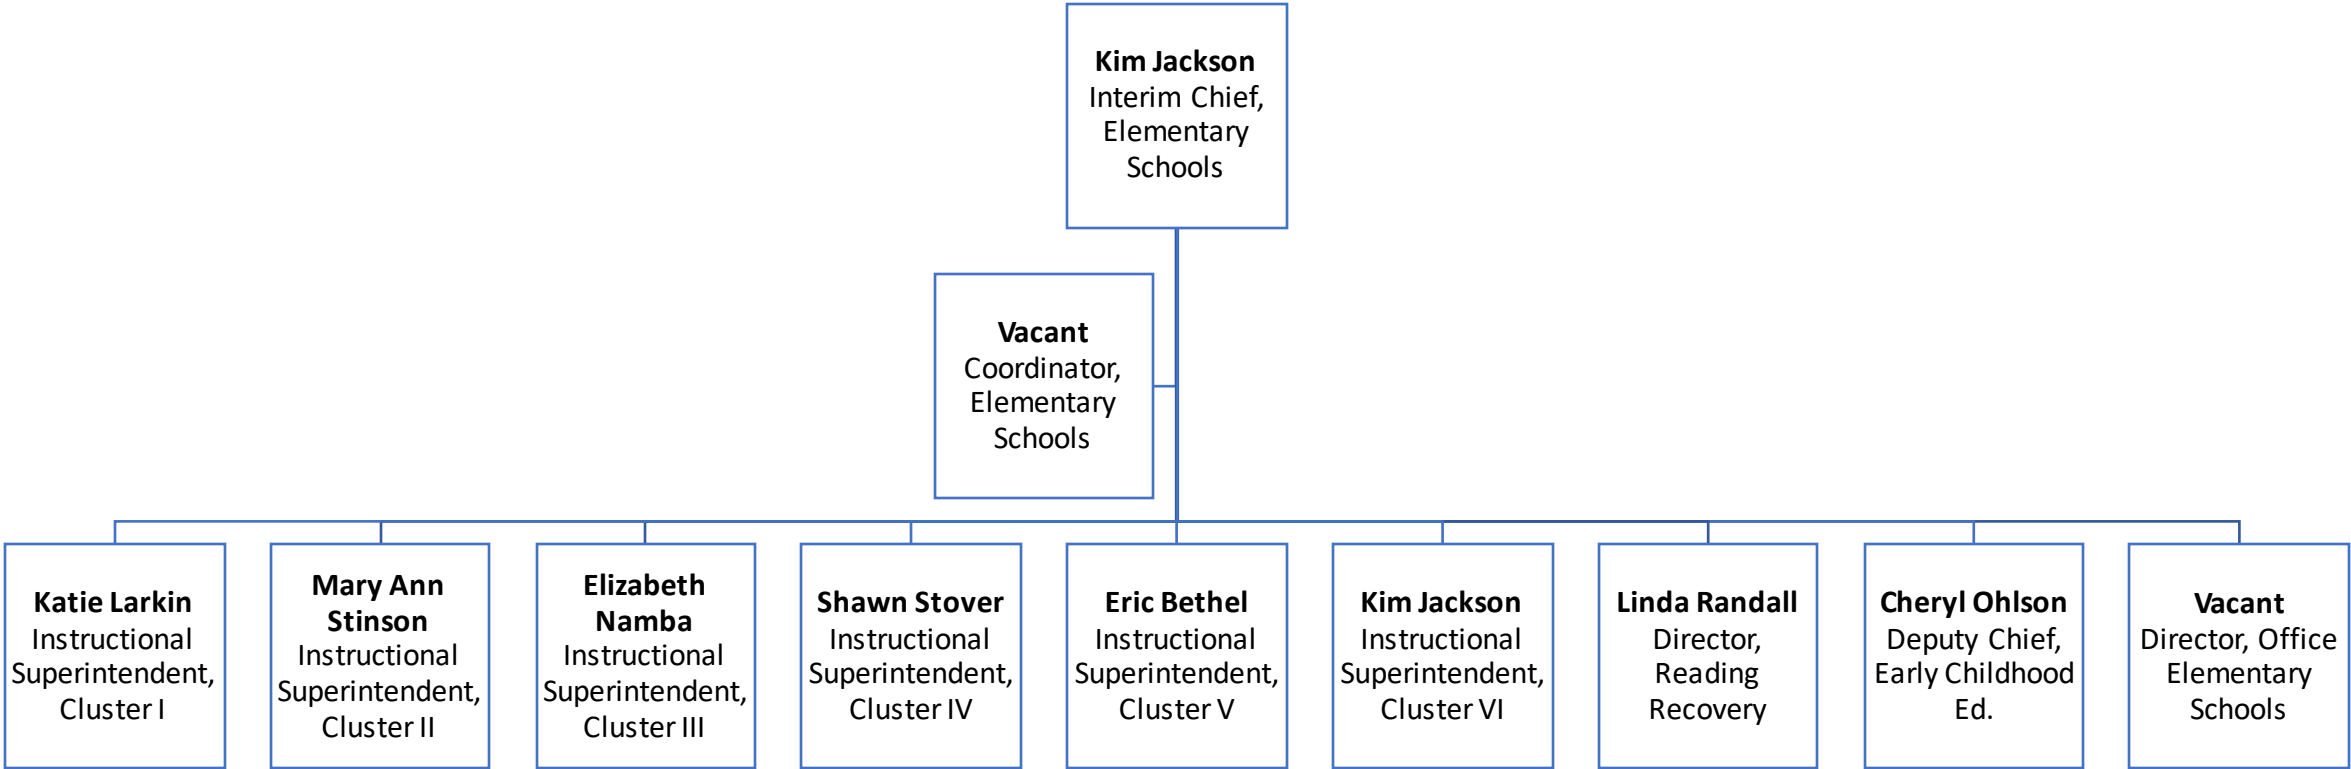 Kim Jackson
Interim Chief,
Elementary
Schools
Vacant
Coordinator,
Elementary
Schools
Katie Larkin
Instructional
Superintendent,
Cluster I
Mary Ann
Stinson
Instructional
Superintendent,
Cluster II
Elizabeth
Namba
Instructional
Superintendent,
Cluster III
Shawn Stover
Instructional
Superintendent,
Cluster IV
Eric Bethel
Instructional
Superintendent,
Cluster V
Kim Jackson
Instructional
Superintendent,
Cluster VI
Linda Randall
Director,
Reading
Recovery
Cheryl Ohlson
Deputy Chief,
Early Childhood
Ed.
Vacant
Director, Office
Elementary
Schools